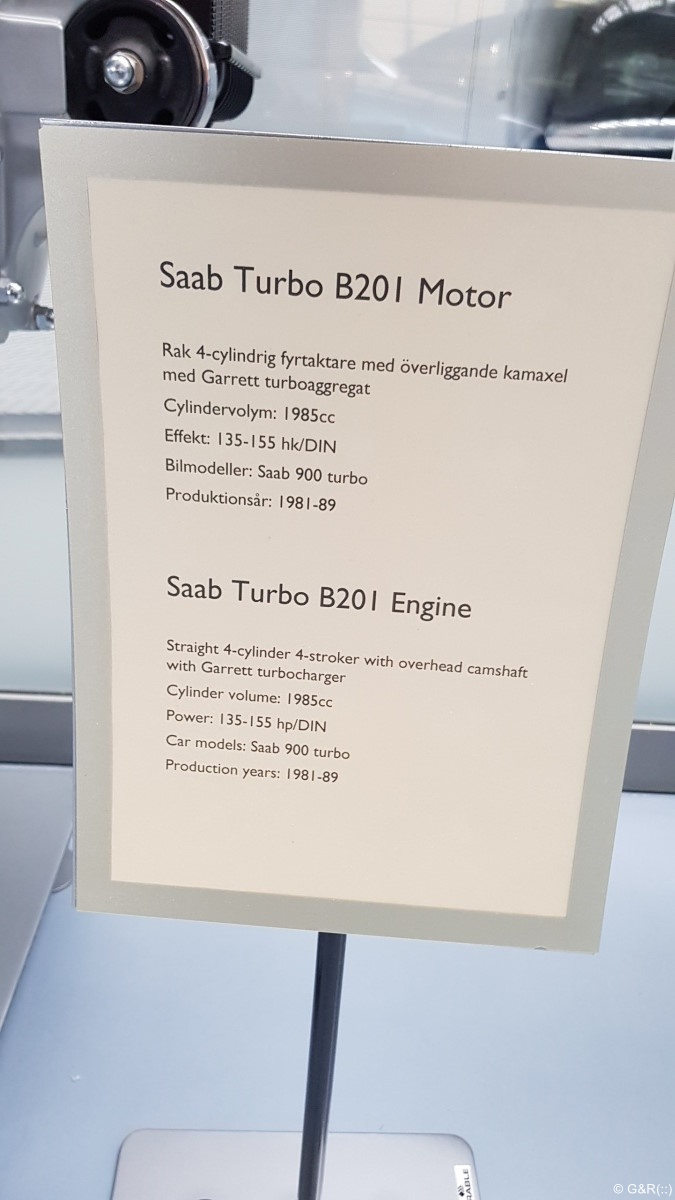 Saab Turbo B201 Motor
Rak 4-cylindrig fyrtaktare med överliggande kamaxel
med Garrett turboaggregat
Cylindervolym: 1985cc
Effekt: 135-155 hk/DIN
Bilmodeller: Saab 900 turbo
Produktionsår: 1981-89
Saab Turbo B201 Engine
Straight 4-cylinder 4-stroker with overhead camshaft
with Garrett turbocharger
Cylinder volume: 1985cc
Power: 135-155 hp/DIN
Car models: Saab 900 turbo
Production years: 1981-89
© G&R(::)